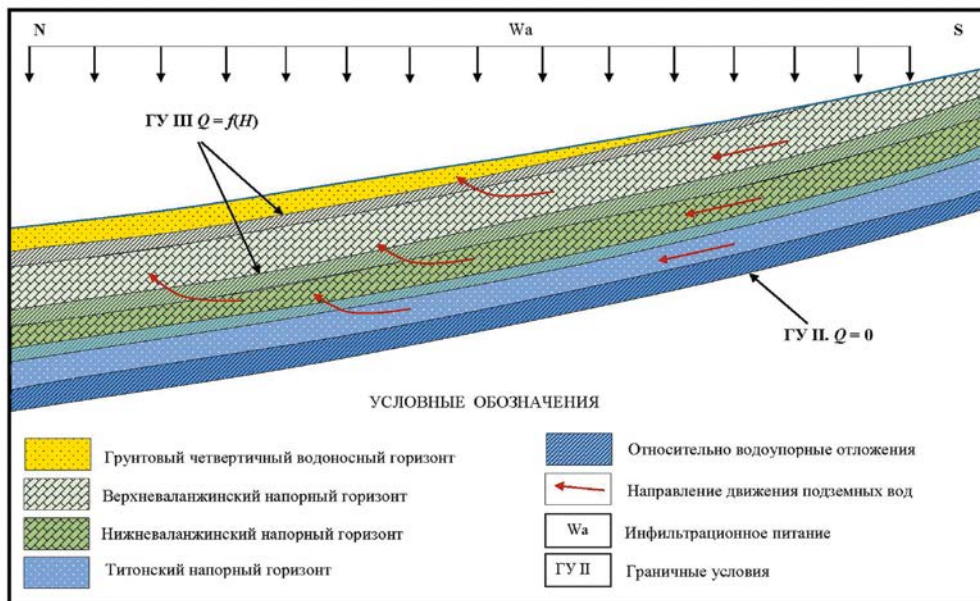 N Wa S
ГУ III Q = f(H)
ГУ II. Q = 0
УСЛОВНЫЕ ОБОЗНАЧЕНИЯ
Грунтовый четвертичный водоносный горизонт
Верхневаланжинский напорный горизонт
Нижневаланжинский напорный горизонт
Титонский напорный горизонт
Относительно водоупорные отложения
Направление движения подземных вод
Wa Инфильтрационное питание
ГУ II Граничные условия